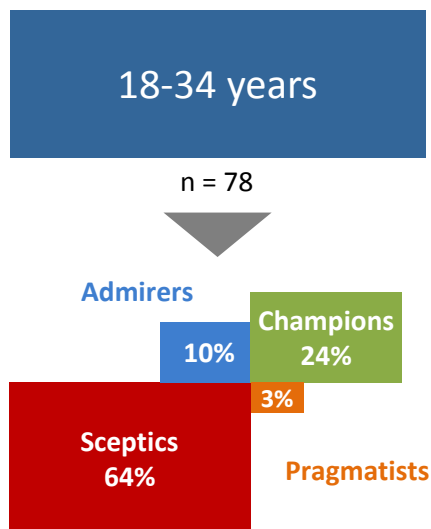 18-34 years
n = 78
Admirers
10%
Champions
24%
3%
Sceptics
64%
Pragmatists